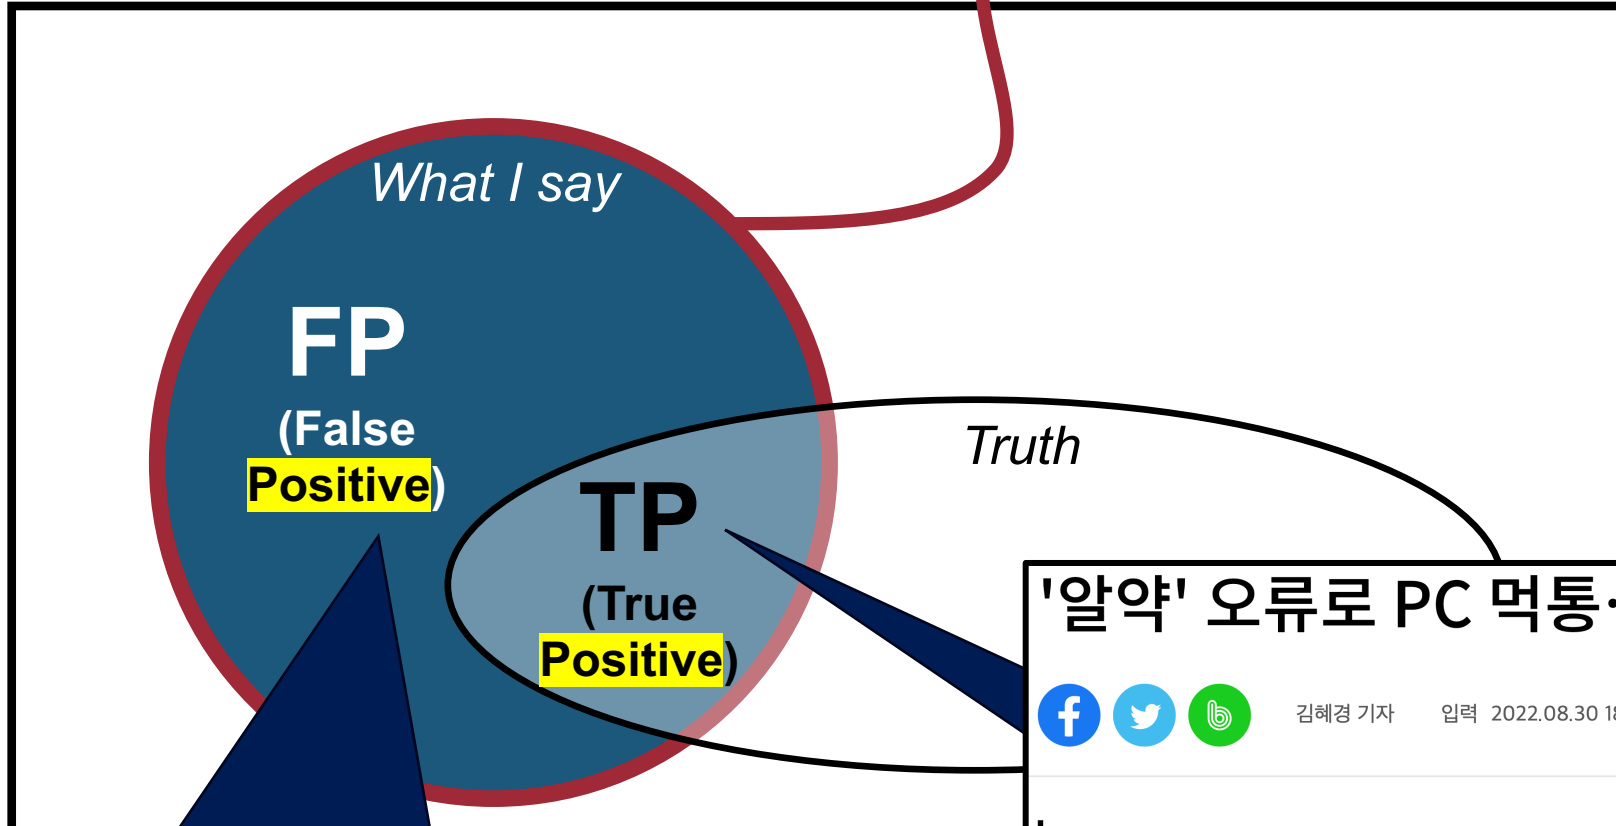 What I say
FP
(False
Positive)
Truth
TP
(True
Positive)
'알약' 오류로 PC 먹통
김혜경 기자 입력 2022.08.30